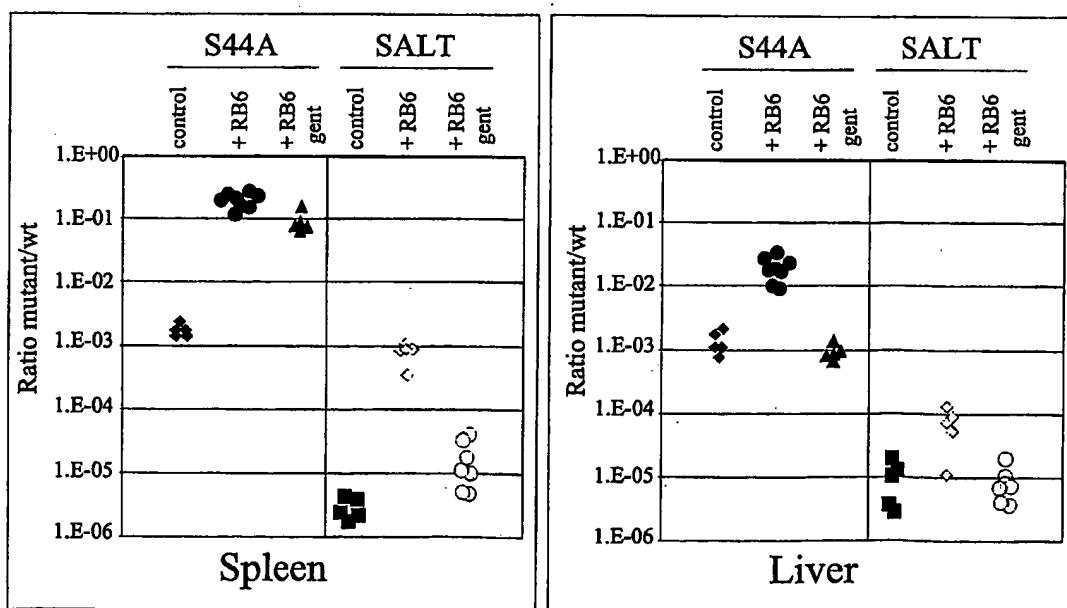 S44A SALT
control
+ RB6
+ RB6
gent
control
+ RB6
+ RB6
gent
Ratio mutant/wt
1.E+00
1.E-01
1.E-02
1.E-03
1.E-04
1.E-05
1.E-06
Spleen
S44A SALT
control
+ RB6
+ RB6
gent
control
+ RB6
+ RB6
gent
Ratio mutant/wt
1.E+00
1.E-01
1.E-02
1.E-03
1.E-04
1.E-05
1.E-06
Liver